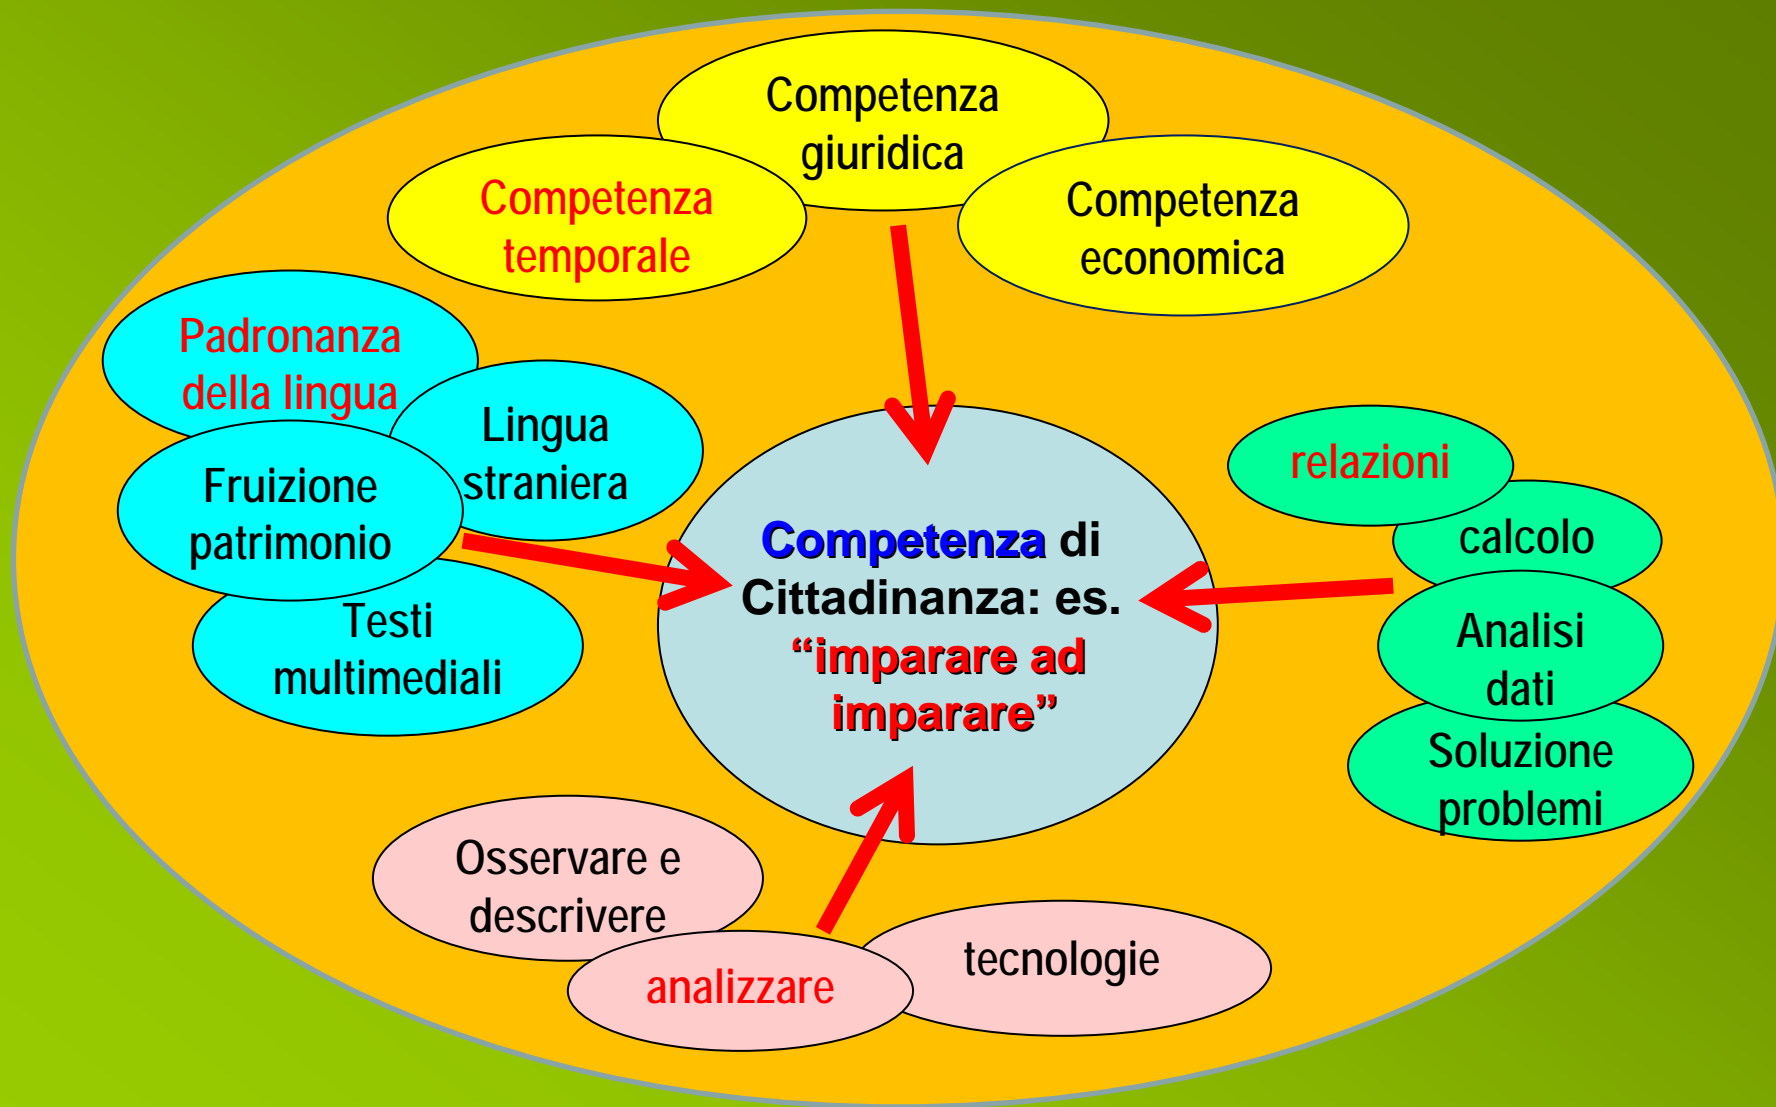 Competenza
giuridica
Competenza
temporale
Competenza
economica
Padronanza
della lingua
Lingua
straniera
Fruizione
patrimonio
Testi
multimediali
Competenza di
Cittadinanza: es.
“imparare ad
imparare”
relazioni
calcolo
Analisi
dati
Soluzione
problemi
Osservare e
descrivere
analizzare
tecnologie